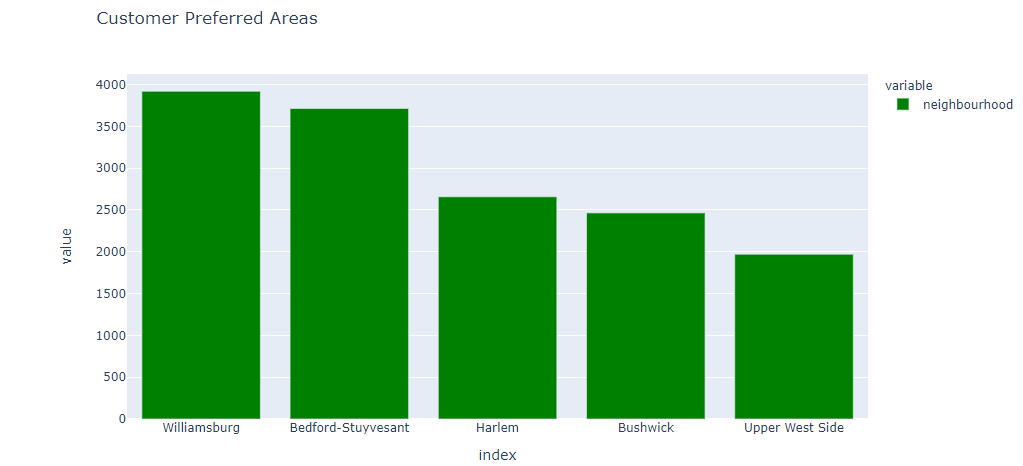 Customer Preferred Areas
4000
3500
3000
2500
2000
1500
1000
500
0
value
Williamsburg
Bedford-Stuyvesant
Harlem
Bushwick
Upper West Side
index
variable
neighbourhood